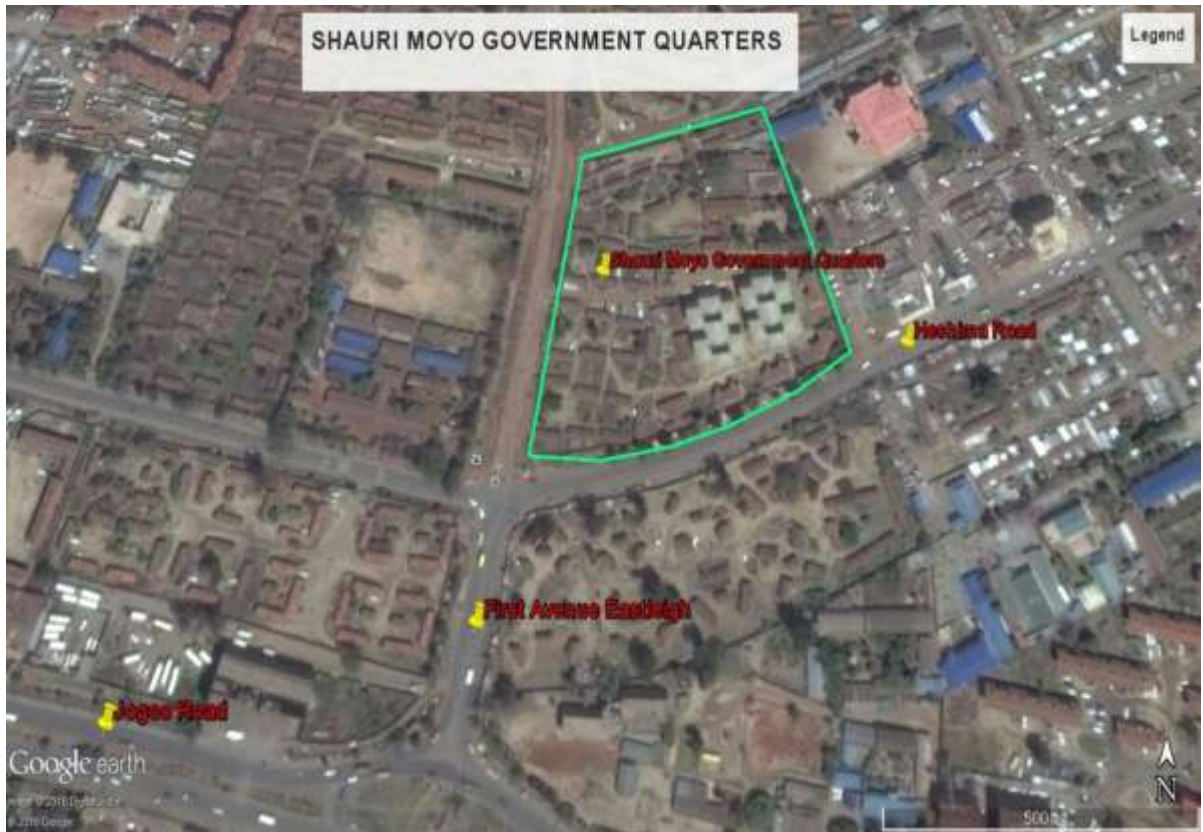 SHAURI MOYO GOVERNMENT QUARTERS
Legend
Shauri Moyo Government Quarters
Heshima Road
First Avenue Eastleigh
Jogoo Road
Google earth
N